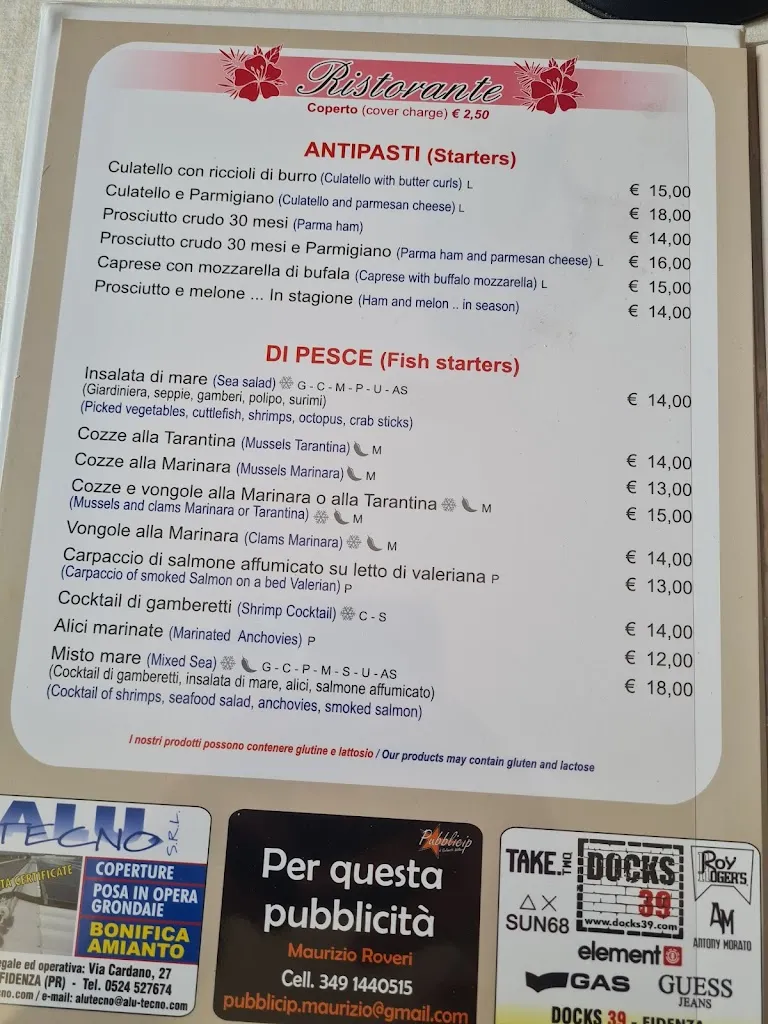 Ristorante
Coperto (cover charge) € 2,50
ANTIPASTI (Starters)
Culatello con riccioli di burro (Culatello with butter curls) L € 15,00
Culatello e Parmigiano (Culatello and parmesan cheese) L € 18,00
Prosciutto crudo 30 mesi (Parma ham) € 14,00
Prosciutto crudo 30 mesi e Parmigiano (Parma ham and parmesan cheese) L € 16,00
Caprese con mozzarella di bufala (Caprese with buffalo mozzarella) L € 15,00
Prosciutto e melone ... In stagione (Ham and melon .. in season) € 14,00
DI PESCE (Fish starters)
Insalata di mare (Sea salad) G - C - M - P - U - AS € 14,00
(Giardiniera, seppie, gamberi, polipo, surimi)
(Picked vegetables, cuttlefish, shrimps, octopus, crab sticks)
Cozze alla Tarantina (Mussels Tarantina) M € 14,00
Cozze alla Marinara (Mussels Marinara) M € 13,00
Cozze e vongole alla Marinara o alla Tarantina M € 15,00
(Mussels and clams Marinara or Tarantina) M
Vongole alla Marinara (Clams Marinara) M € 14,00
Carpaccio di salmone affumicato su letto di valeriana P € 13,00
(Carpaccio of smoked Salmon on a bed Valerian) P
Cocktail di gamberetti (Shrimp Cocktail) C - S € 14,00
Alici marinate (Marinated Anchovies) P € 12,00
Misto mare (Mixed Sea) G - C - P - M - S - U - AS € 18,00
(Cocktail di gamberetti, insalata di mare, alici, salmone affumicato)
(Cocktail of shrimps, seafood salad, anchovies, smoked salmon)
I nostri prodotti possono contenere glutine e lattosio / Our products may contain gluten and lactose
ALU
TECNO S.R.L.
CERTIFICATE
COPERTURE
POSA IN OPERA
GRONDAIE
BONIFICA
AMIANTO
egale ed operativa: Via Cardano, 27
FIDENZA (PR) - Tel. 0524 527674
no.com / e-mail: alutecno@alu-tecno.com
Pubblicip
Per questa
pubblicità
Maurizio Roveri
Cell. 349 1440515
pubblicip.maurizio@gmail.com
TAKE.TWO
DOCKS
39
www.docks39.com
ROY
ROGER'S
SUN68
AM
ANTONY MORATO
element
GAS
GUESS
JEANS
DOCKS 39 - FIDENZA